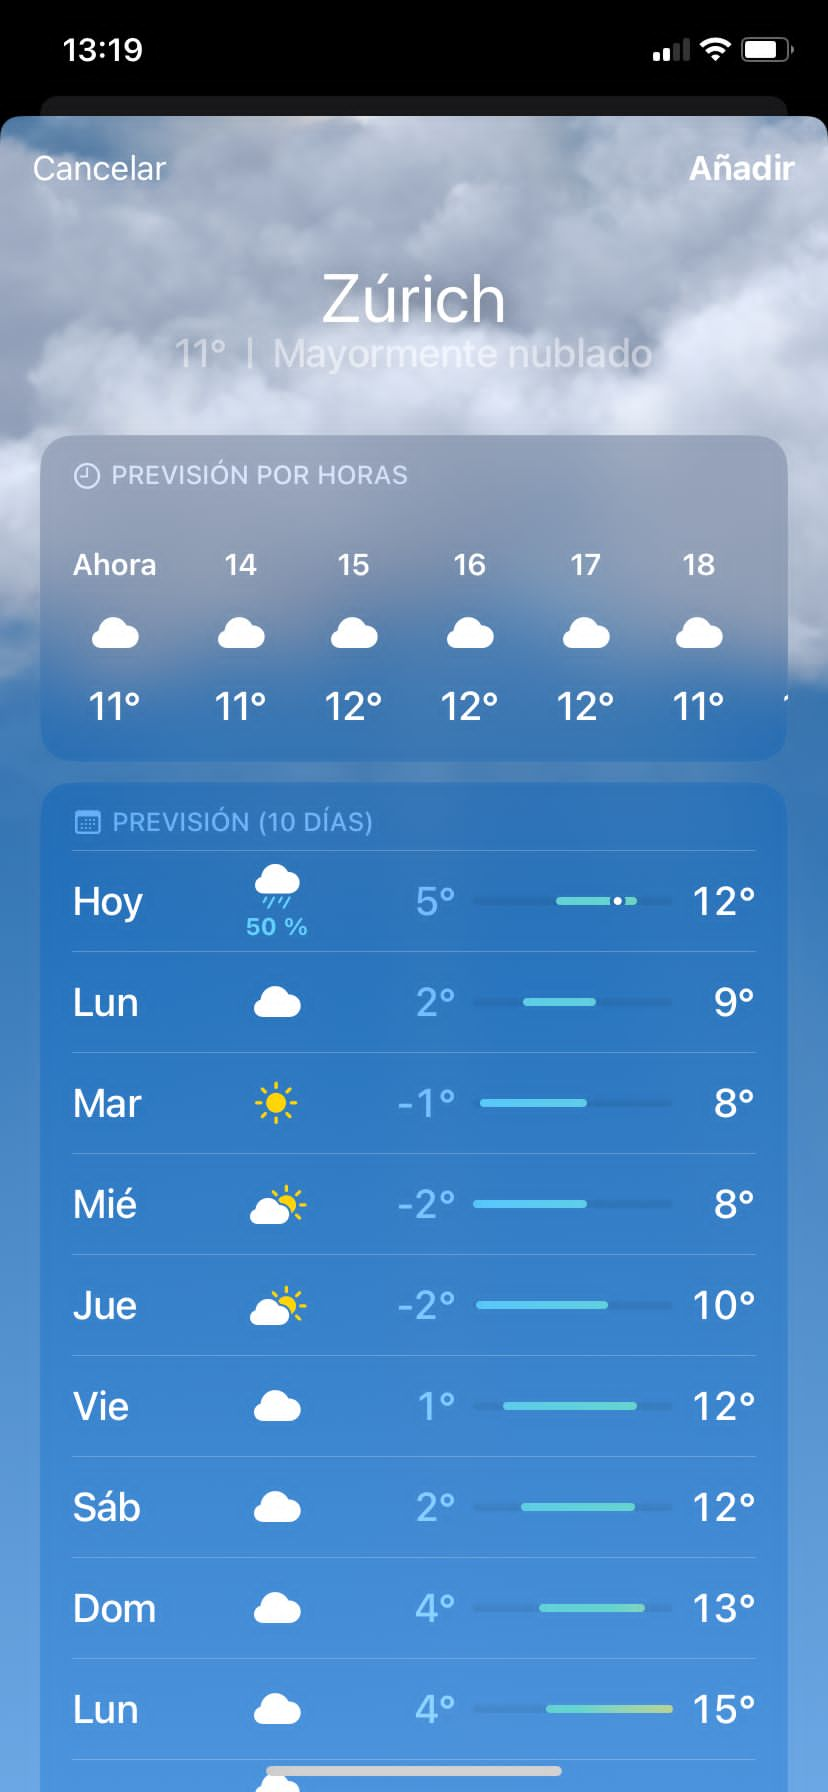 13:19
Cancelar Añadir
Zúrich
11° | Mayormente nublado
PREVISIÓN POR HORAS
Ahora 14 15 16 17 18
11° 11° 12° 12° 12° 11°
PREVISIÓN (10 DÍAS)
Hoy 50 % 5° 12°
Lun 2° 9°
Mar -1° 8°
Mié -2° 8°
Jue -2° 10°
Vie 1° 12°
Sáb 2° 12°
Dom 4° 13°
Lun 4° 15°